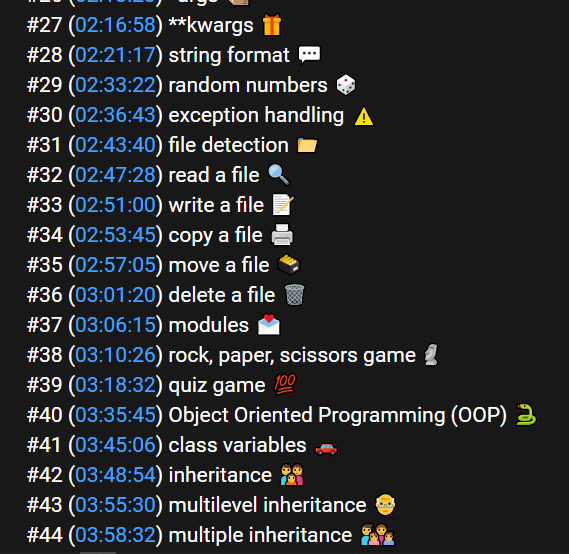 #27 (02:16:58) **kwargs 🎁
#28 (02:21:17) string format 💬
#29 (02:33:22) random numbers 🎲
#30 (02:36:43) exception handling ⚠️
#31 (02:43:40) file detection 📁
#32 (02:47:28) read a file 🔍
#33 (02:51:00) write a file 📝
#34 (02:53:45) copy a file 🖨️
#35 (02:57:05) move a file 🗃️
#36 (03:01:20) delete a file 🗑️
#37 (03:06:15) modules 💌
#38 (03:10:26) rock, paper, scissors game 🗿
#39 (03:18:32) quiz game 💯
#40 (03:35:45) Object Oriented Programming (OOP) 🐍
#41 (03:45:06) class variables 🚗
#42 (03:48:54) inheritance 👪
#43 (03:55:30) multilevel inheritance 👴
#44 (03:58:32) multiple inheritance 👨‍👩‍👧‍👦